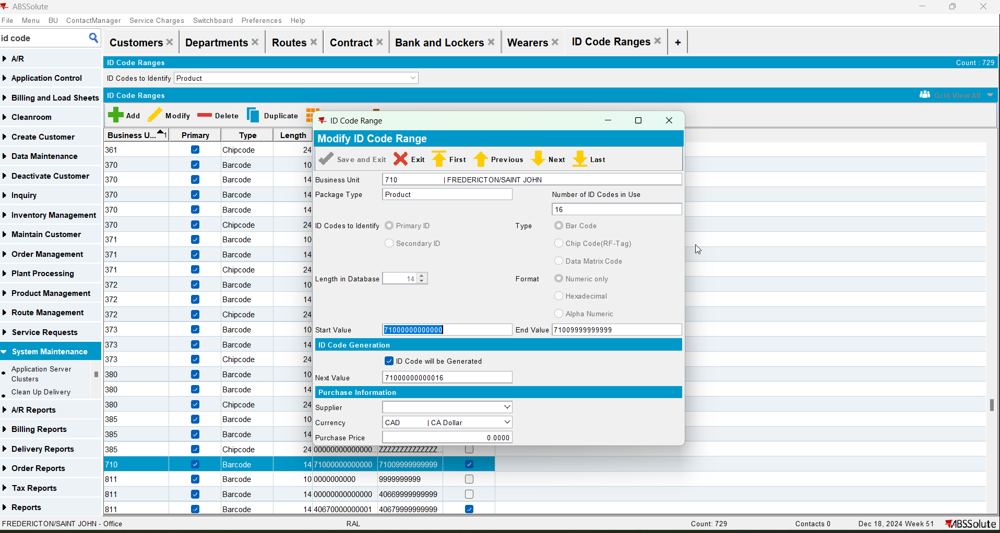 ABSSolute
File Menu BU ContactManager Service Charges Switchboard Preferences Help
id code
Customers Departments Routes Contract Bank and Lockers Wearers ID Code Ranges +
ID Code Ranges Count : 729
ID Codes to Identify Product
ID Code Ranges Grid View All
Add Modify Delete Duplicate
Business U... 1 Primary Type Length
361 Chipcode 24
370 Barcode 10
370 Barcode 14
370 Barcode 14
370 Barcode 14
370 Chipcode 24
371 Barcode 10
371 Barcode 14
371 Chipcode 24
372 Barcode 10
372 Barcode 14
372 Chipcode 24
373 Barcode 10
373 Barcode 14
373 Chipcode 24
380 Barcode 10
380 Barcode 14
380 Chipcode 24
385 Barcode 10
385 Barcode 14
385 Chipcode 24 00000000000000... ZZZZZZZZZZZZZZ...
710 Barcode 14 71000000000000 71009999999999
811 Barcode 10 0000000000 9999999999
811 Barcode 14 00000000000000 40669999999999
811 Barcode 14 40670000000001 40679999999999
A/R
Application Control
Billing and Load Sheets
Cleanroom
Create Customer
Data Maintenance
Deactivate Customer
Inquiry
Inventory Management
Maintain Customer
Order Management
Plant Processing
Product Management
Route Management
Service Requests
System Maintenance
Application Server
Clusters
Clean Up Delivery
A/R Reports
Billing Reports
Delivery Reports
Order Reports
Tax Reports
Reports
ID Code Range
Modify ID Code Range
Save and Exit Exit First Previous Next Last
Business Unit 710 | FREDERICTON/SAINT JOHN
Package Type Product Number of ID Codes in Use
16
ID Codes to Identify Primary ID Type Bar Code
Secondary ID Chip Code(RF-Tag)
Data Matrix Code
Length in Database 14 Format Numeric only
Hexadecimal
Alpha Numeric
Start Value 71000000000000 End Value 71009999999999
ID Code Generation
ID Code will be Generated
Next Value 71000000000016
Purchase Information
Supplier
Currency CAD | CA Dollar
Purchase Price 0.0000
FREDERICTON/SAINT JOHN - Office RAL Count: 729 Contacts 0 Dec 18, 2024 Week 51 ABSSolute